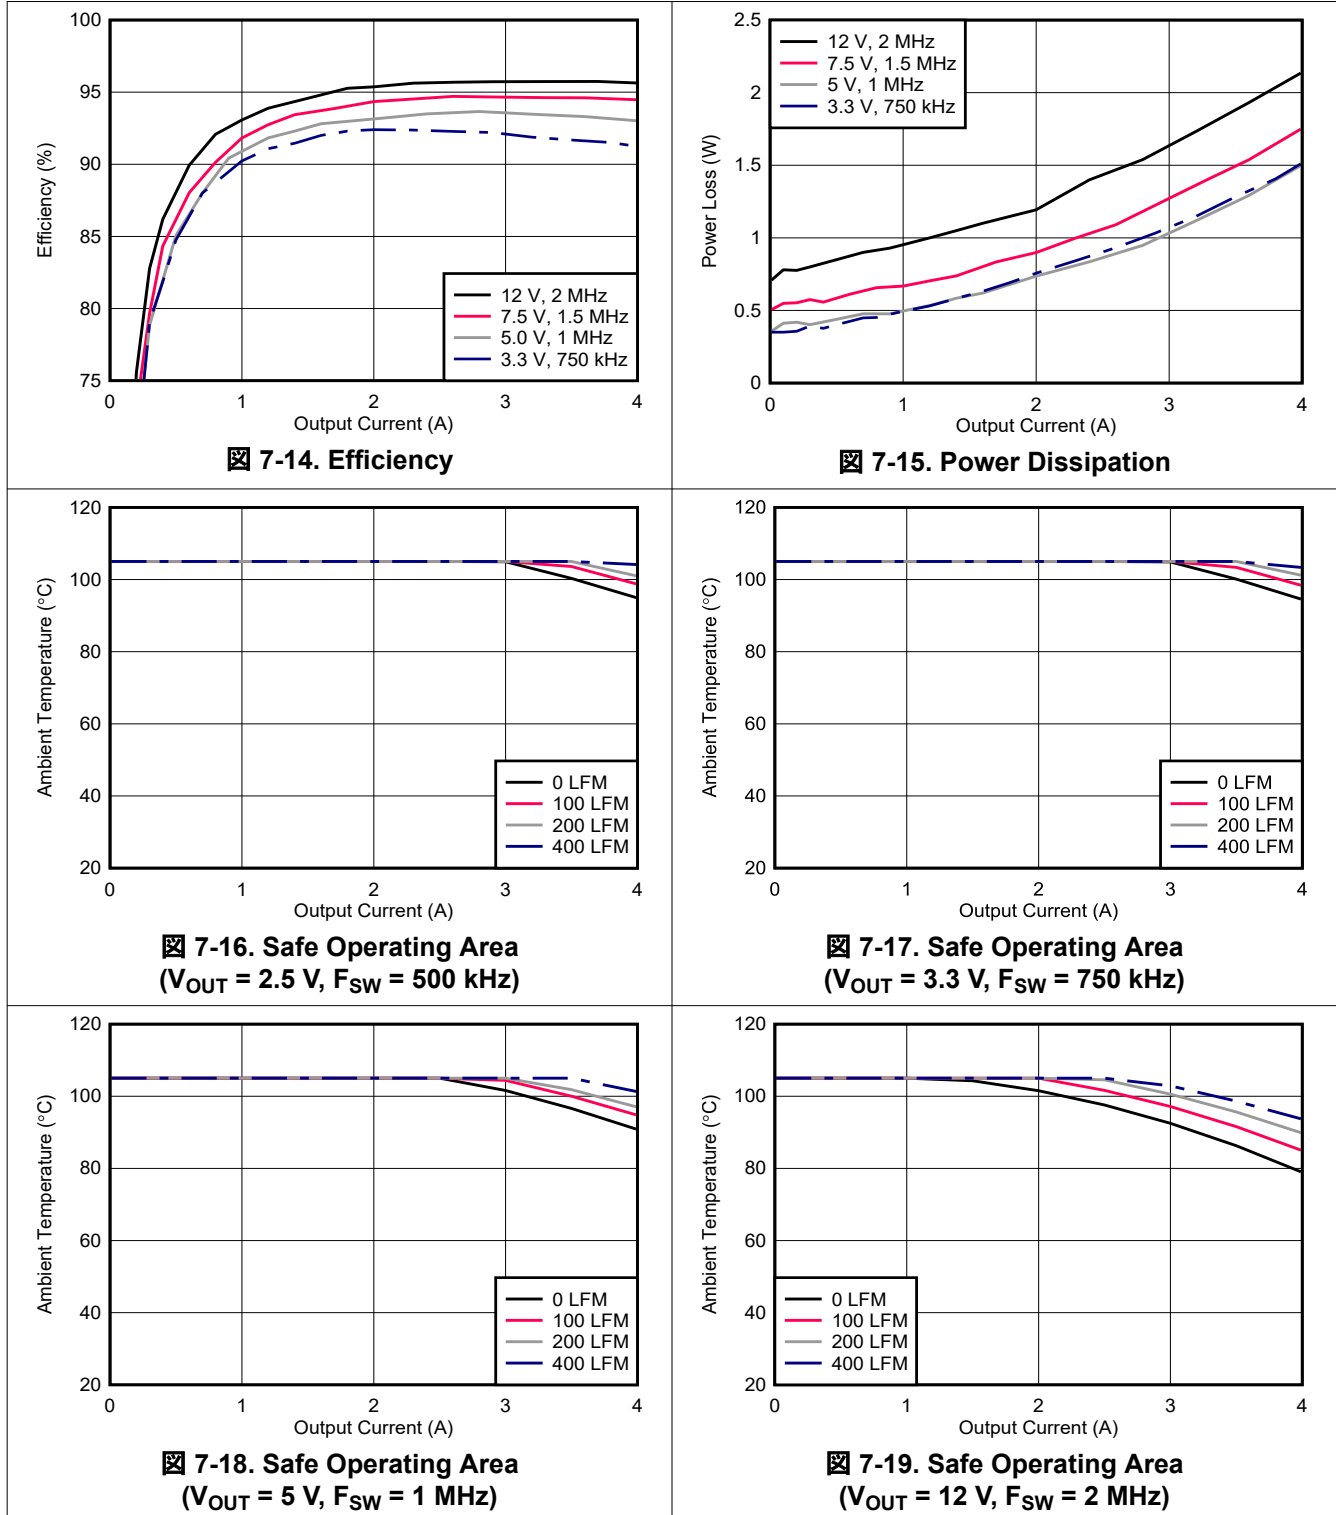 100
95
90
85
80
75
0
1
2
3
4
Efficiency (%)
Output Current (A)
12 V, 2 MHz
7.5 V, 1.5 MHz
5.0 V, 1 MHz
3.3 V, 750 kHz
図 7-14. Efficiency
2.5
2
1.5
1
0.5
0
0
1
2
3
4
Power Loss (W)
Output Current (A)
12 V, 2 MHz
7.5 V, 1.5 MHz
5 V, 1 MHz
3.3 V, 750 kHz
図 7-15. Power Dissipation
120
100
80
60
40
20
0
1
2
3
4
Ambient Temperature (°C)
Output Current (A)
0 LFM
100 LFM
200 LFM
400 LFM
図 7-16. Safe Operating Area
(VOUT = 2.5 V, FSW = 500 kHz)
120
100
80
60
40
20
0
1
2
3
4
Ambient Temperature (°C)
Output Current (A)
0 LFM
100 LFM
200 LFM
400 LFM
図 7-17. Safe Operating Area
(VOUT = 3.3 V, FSW = 750 kHz)
120
100
80
60
40
20
0
1
2
3
4
Ambient Temperature (°C)
Output Current (A)
0 LFM
100 LFM
200 LFM
400 LFM
図 7-18. Safe Operating Area
(VOUT = 5 V, FSW = 1 MHz)
120
100
80
60
40
20
0
1
2
3
4
Ambient Temperature (°C)
Output Current (A)
0 LFM
100 LFM
200 LFM
400 LFM
図 7-19. Safe Operating Area
(VOUT = 12 V, FSW = 2 MHz)